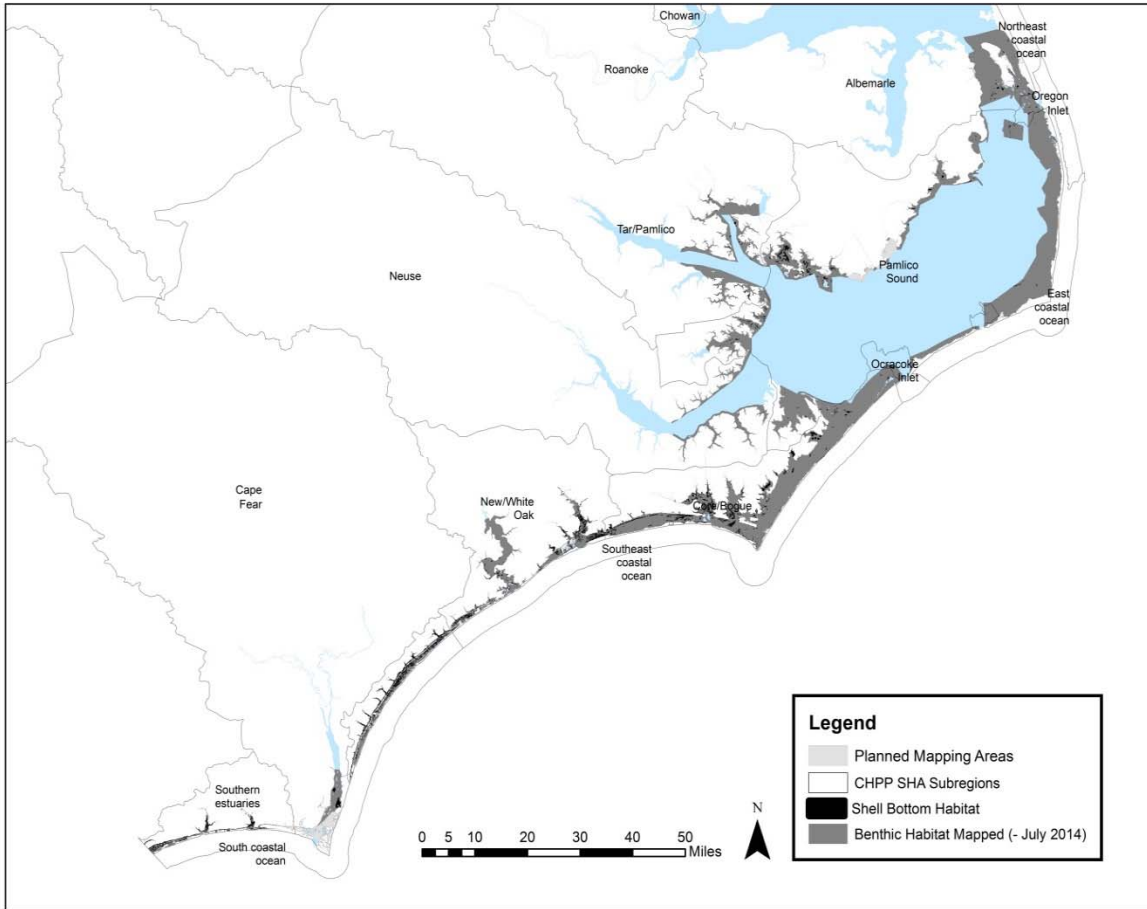 Chowan
Northeast
coastal
ocean
Roanoke
Albemarle
Oregon
Inlet
Tar/Pamlico
Neuse
Pamlico
Sound
East
coastal
ocean
Ocracoke
Inlet
Cape
Fear
New/White
Oak
Core/Bogue
Southeast
coastal
ocean
Southern
estuaries
South coastal
ocean
0 5 10 20 30 40 50
Miles
N
Legend
Planned Mapping Areas
CHPP SHA Subregions
Shell Bottom Habitat
Benthic Habitat Mapped (- July 2014)